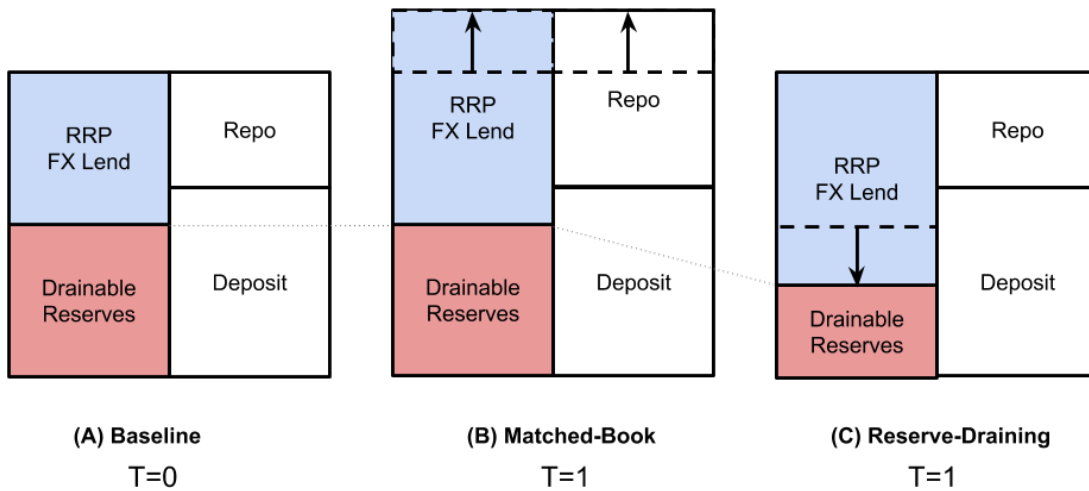 RRP
FX Lend
Repo
Drainable
Reserves
Deposit
(A) Baseline
T=0
RRP
FX Lend
Repo
Drainable
Reserves
Deposit
(B) Matched-Book
T=1
RRP
FX Lend
Repo
Drainable
Reserves
Deposit
(C) Reserve-Draining
T=1